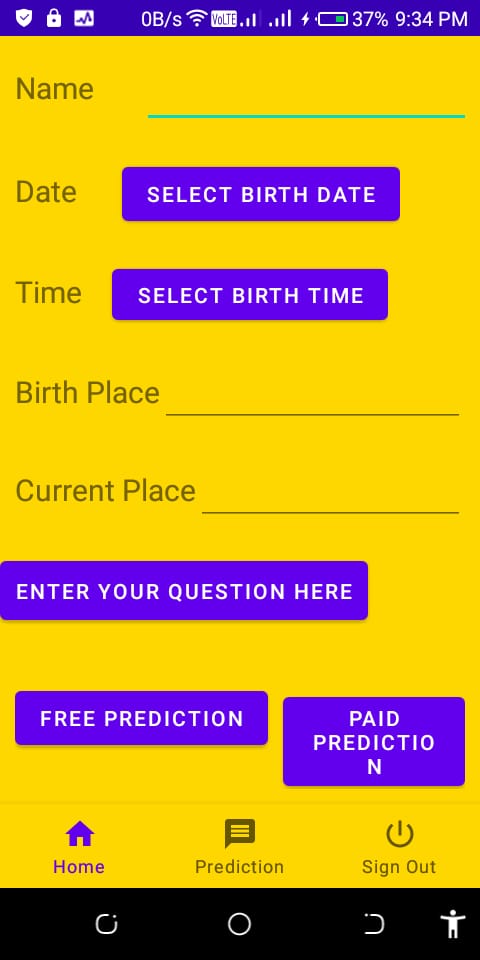 0B/s VoLTE 37% 9:34 PM
Name
Date SELECT BIRTH DATE
Time SELECT BIRTH TIME
Birth Place
Current Place
ENTER YOUR QUESTION HERE
FREE PREDICTION
PAID
PREDICTIO
N
Home Prediction Sign Out